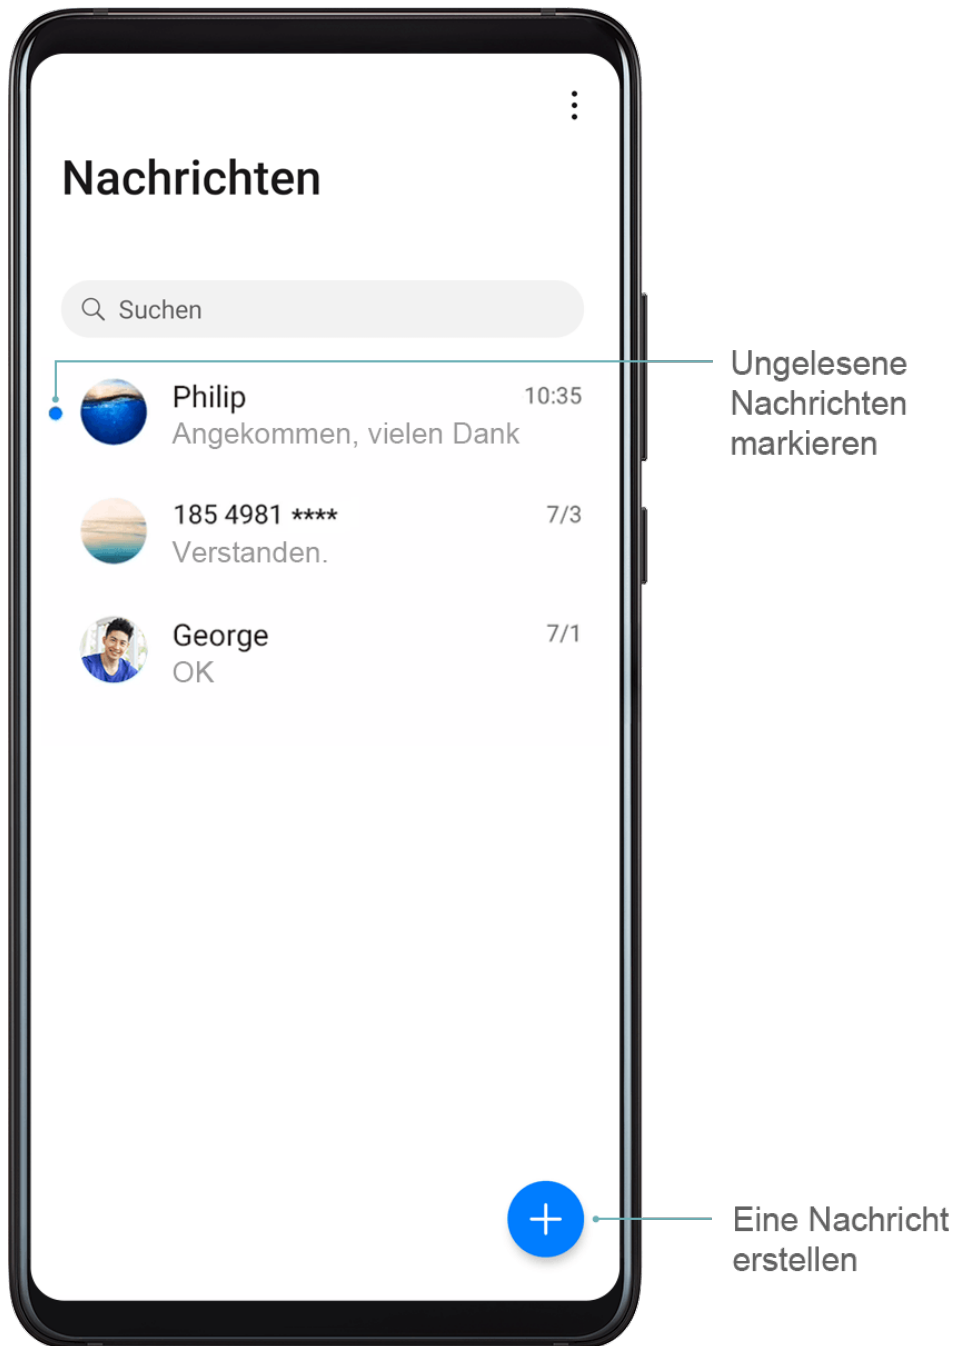 Nachrichten
Suchen
Philip 10:35
Angekommen, vielen Dank
185 4981 **** 7/3
Verstanden.
George 7/1
OK
Ungelesene
Nachrichten
markieren
Eine Nachricht
erstellen